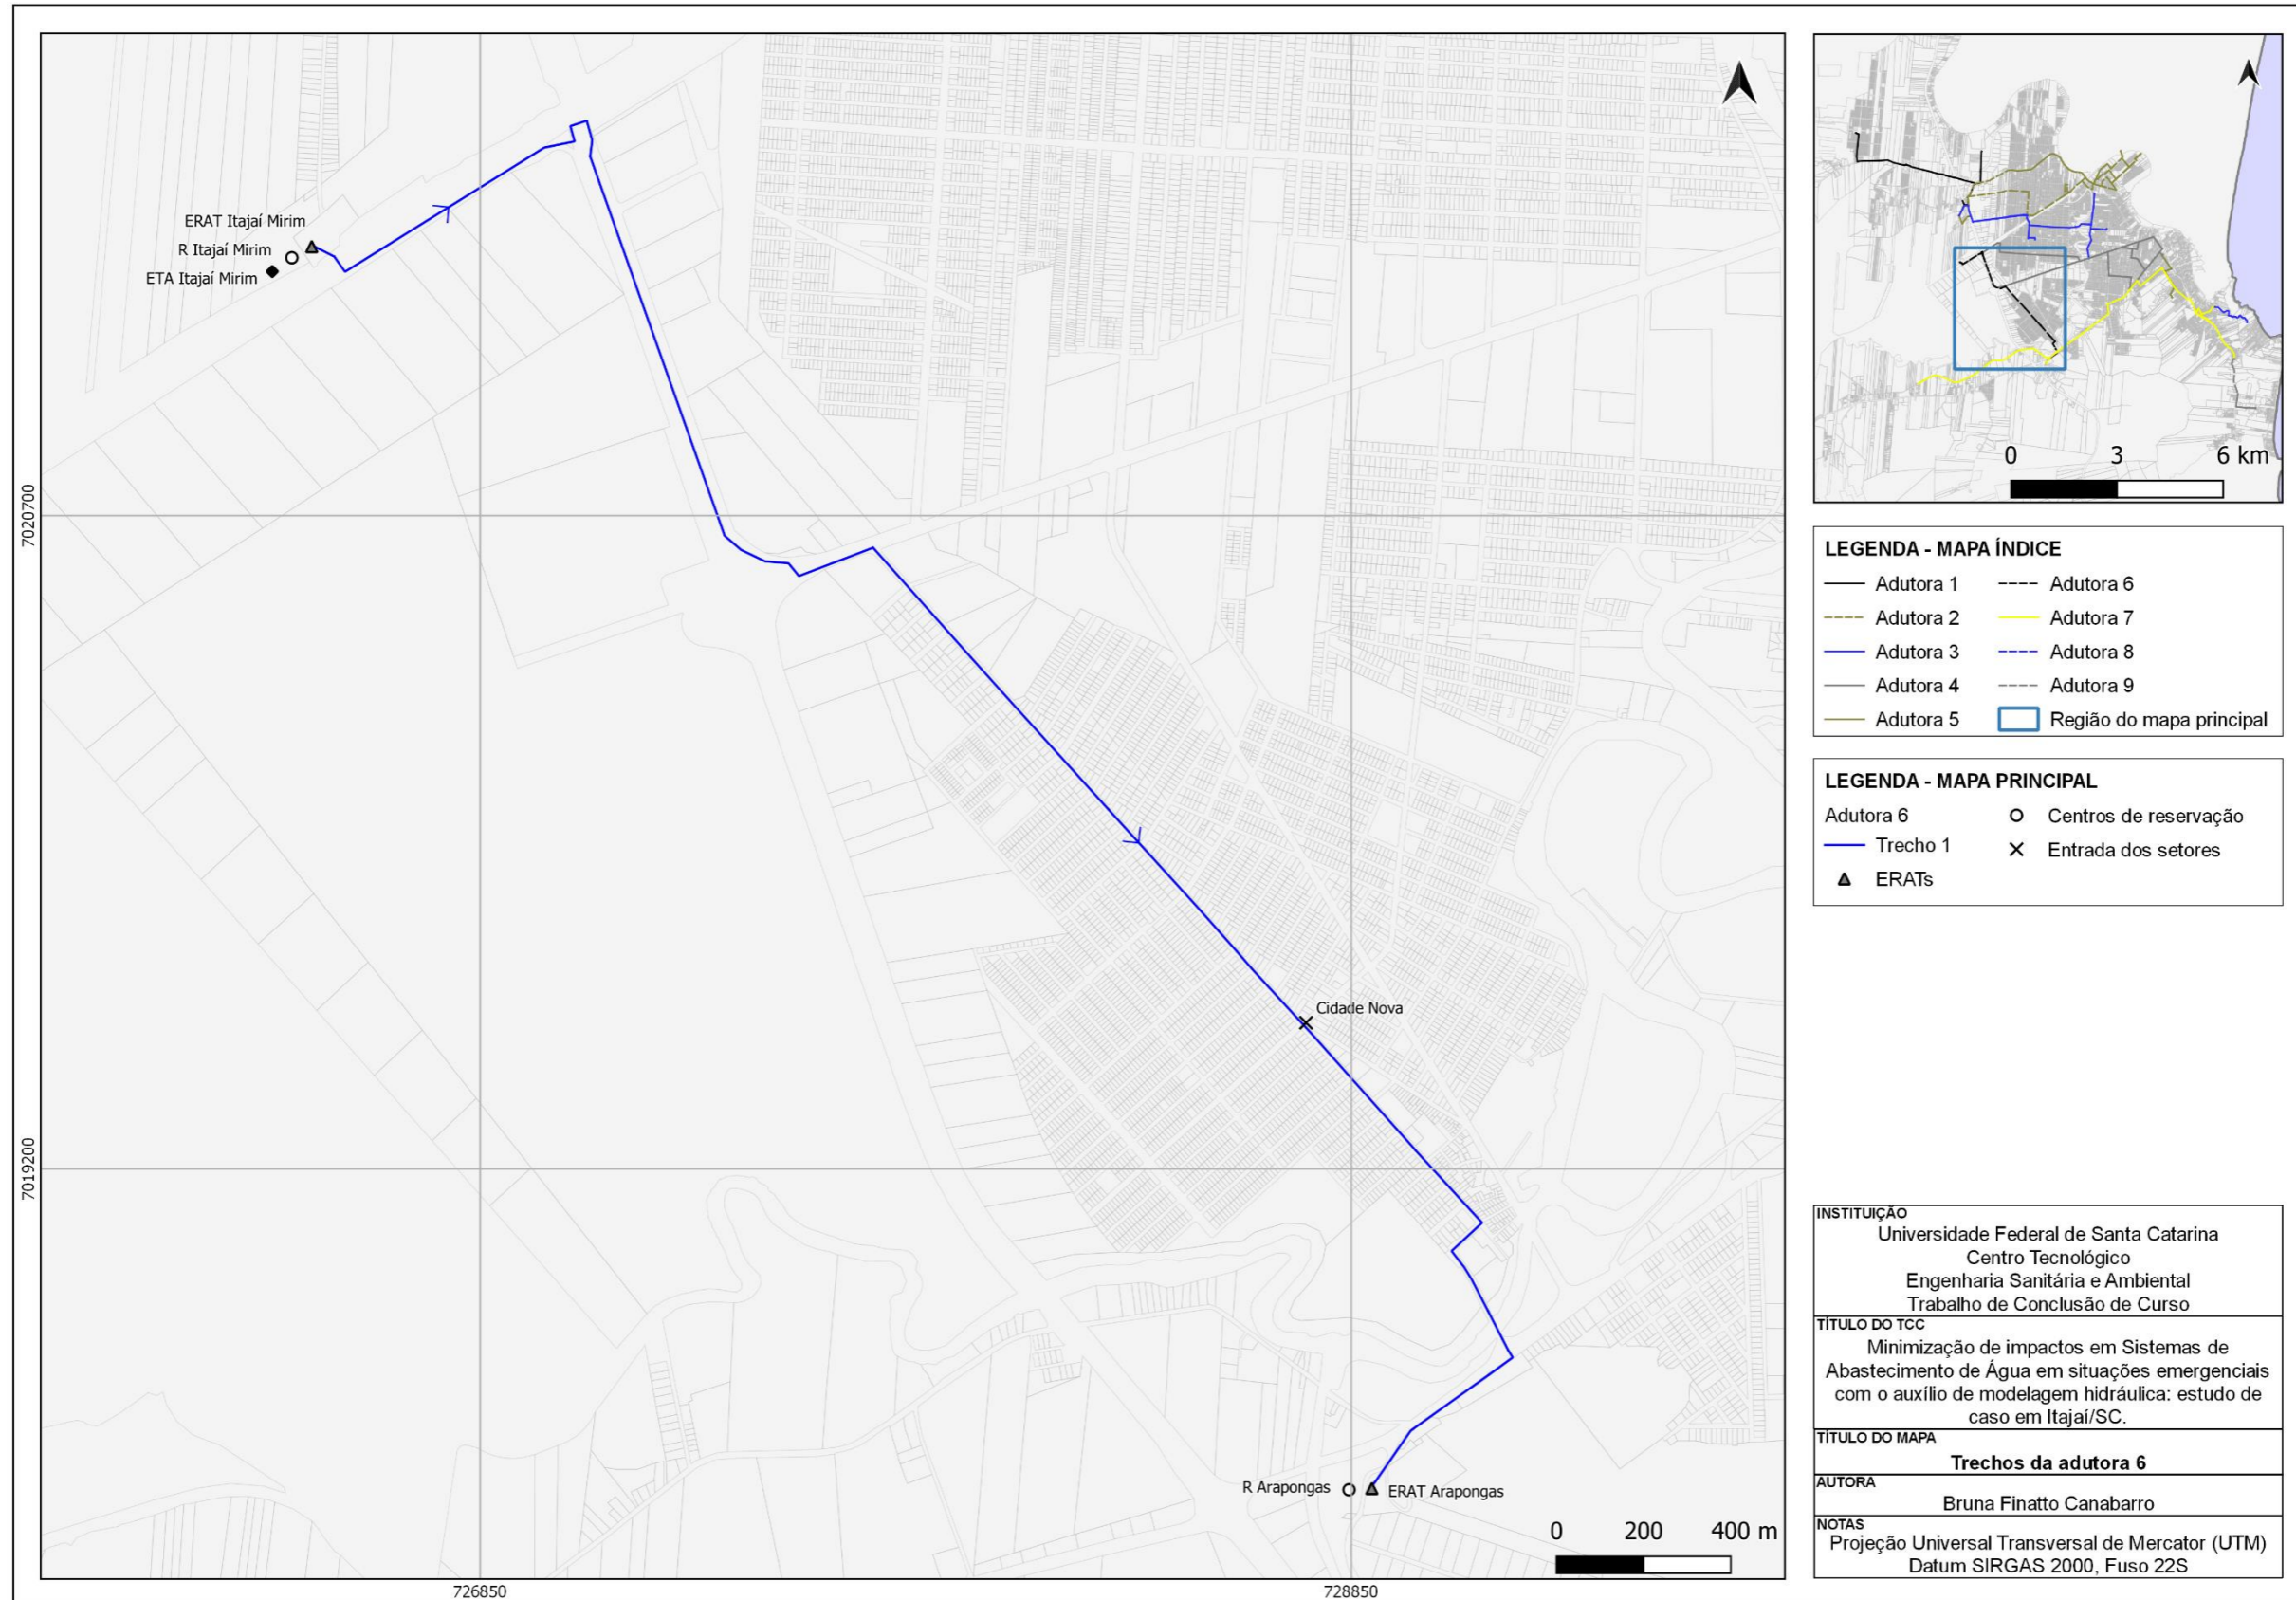 ERAT Itajaí Mirim
R Itajaí Mirim
ETA Itajaí Mirim
Cidade Nova
R Arapongas
ERAT Arapongas
0 200 400 m
7020700
7019200
726850
728850
0 3 6 km
LEGENDA - MAPA ÍNDICE
Adutora 1
Adutora 2
Adutora 3
Adutora 4
Adutora 5
Adutora 6
Adutora 7
Adutora 8
Adutora 9
Região do mapa principal
LEGENDA - MAPA PRINCIPAL
Adutora 6
Trecho 1
ERATs
Centros de reservação
Entrada dos setores
INSTITUIÇÃO
Universidade Federal de Santa Catarina
Centro Tecnológico
Engenharia Sanitária e Ambiental
Trabalho de Conclusão de Curso
TÍTULO DO TCC
Minimização de impactos em Sistemas de
Abastecimento de Água em situações emergenciais
com o auxílio de modelagem hidráulica: estudo de
caso em Itajaí/SC.
TÍTULO DO MAPA
Trechos da adutora 6
AUTORA
Bruna Finatto Canabarro
NOTAS
Projeção Universal Transversal de Mercator (UTM)
Datum SIRGAS 2000, Fuso 22S